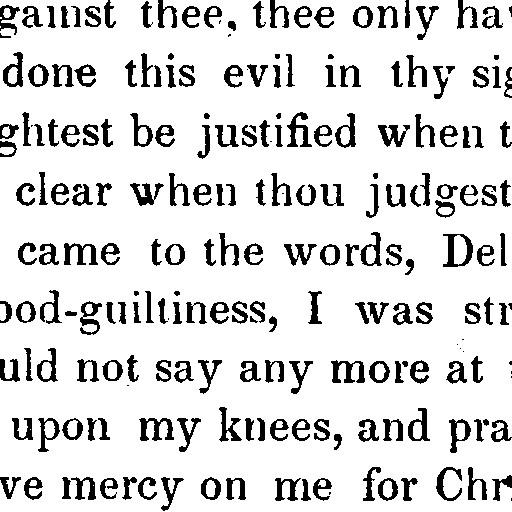 gainst thee, thee only hav
done this evil in thy sig
ghtest be justified when t
clear when thou judgest
came to the words, Del
ood-guiltiness, I was str
uld not say any more at
upon my knees, and pra
ve mercy on me for Chr